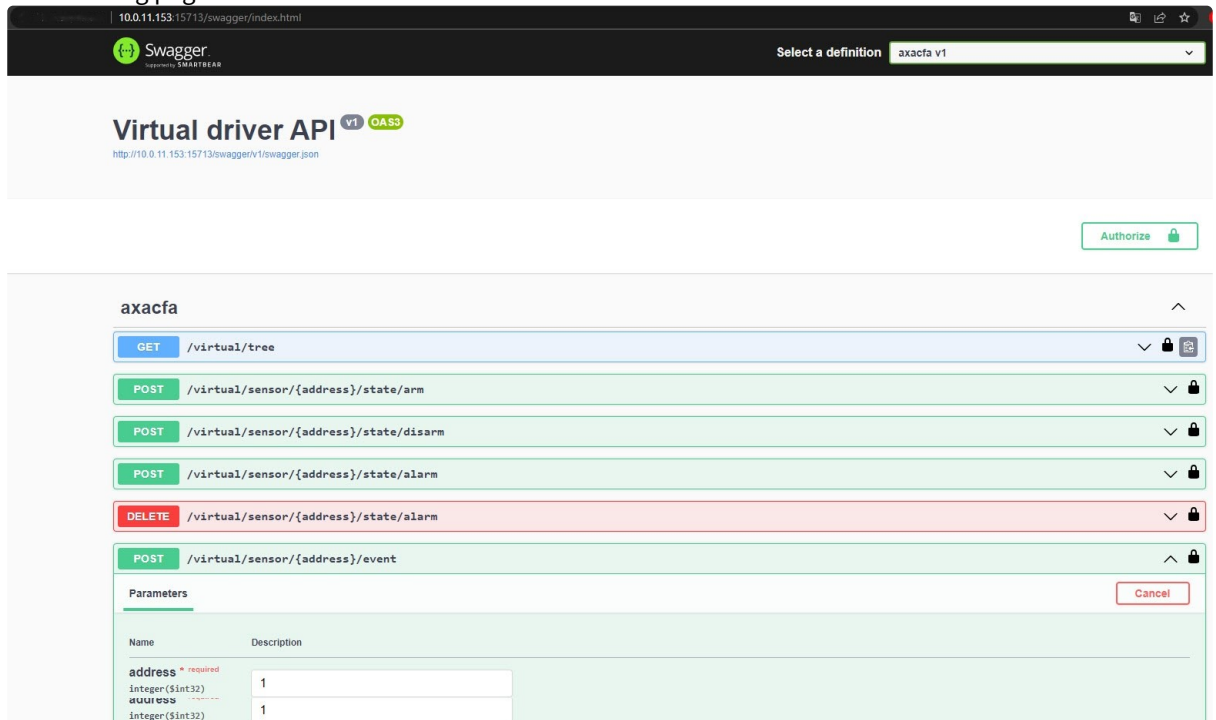 10.0.11.153:15713/swagger/index.html
Swagger.
Supported by SMARTBEAR
Select a definition
axacfa v1
Virtual driver API v1 OAS3
http://10.0.11.153:15713/swagger/v1/swagger.json
Authorize
axacfa
GET /virtual/tree
POST /virtual/sensor/{address}/state/arm
POST /virtual/sensor/{address}/state/disarm
POST /virtual/sensor/{address}/state/alarm
DELETE /virtual/sensor/{address}/state/alarm
POST /virtual/sensor/{address}/event
Parameters
Cancel
Name Description
address * required
integer($int32)
1
address
integer($int32)
1